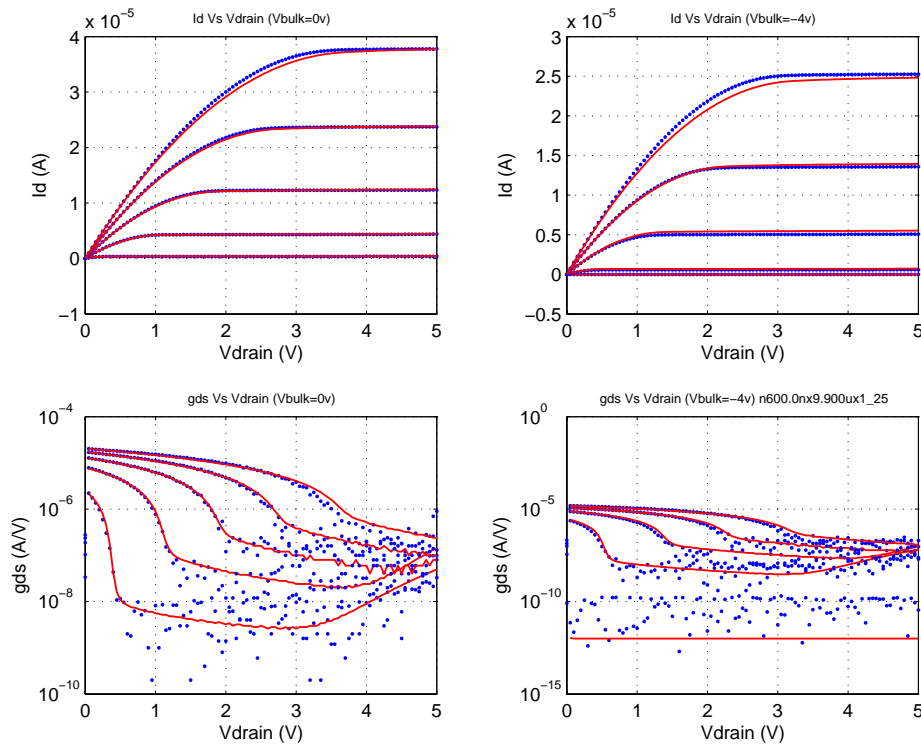 Id Vs Vdrain (Vbulk=0v)
x 10^-5
4
3
2
1
0
−1
Id (A)
0 1 2 3 4 5
Vdrain (V)
Id Vs Vdrain (Vbulk=−4v)
x 10^-5
3
2.5
2
1.5
1
0.5
0
−0.5
Id (A)
0 1 2 3 4 5
Vdrain (V)
gds Vs Vdrain (Vbulk=0v)
10^-4
10^-6
10^-8
10^-10
gds (A/V)
0 1 2 3 4 5
Vdrain (V)
gds Vs Vdrain (Vbulk=−4v) n600.0nx9.900ux1_25
10^0
10^-5
10^-10
10^-15
gds (A/V)
0 1 2 3 4 5
Vdrain (V)